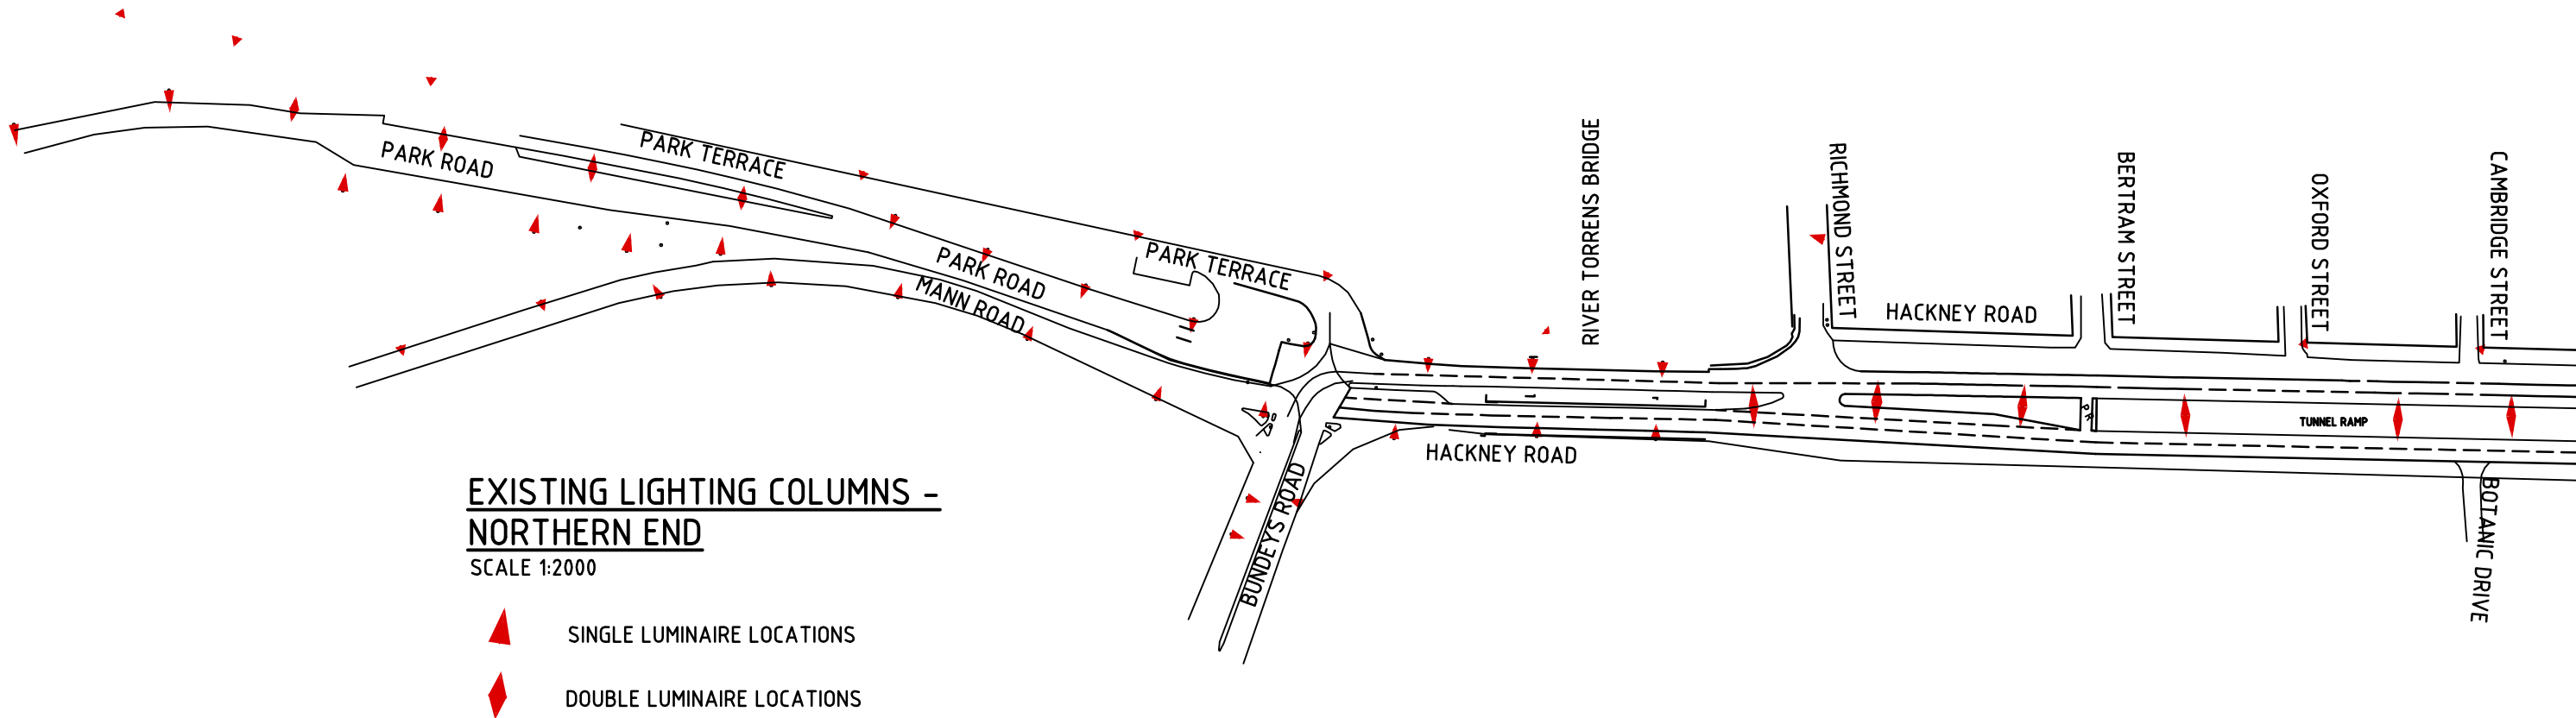 PARK ROAD
PARK TERRACE
PARK ROAD
MANN ROAD
PARK TERRACE
RIVER TORRENS BRIDGE
RICHMOND STREET
HACKNEY ROAD
BERTRAM STREET
OXFORD STREET
CAMBRIDGE STREET
TUNNEL RAMP
HACKNEY ROAD
BUNDEYS ROAD
BOTANIC DRIVE
EXISTING LIGHTING COLUMNS -
NORTHERN END
SCALE 1:2000
SINGLE LUMINAIRE LOCATIONS
DOUBLE LUMINAIRE LOCATIONS